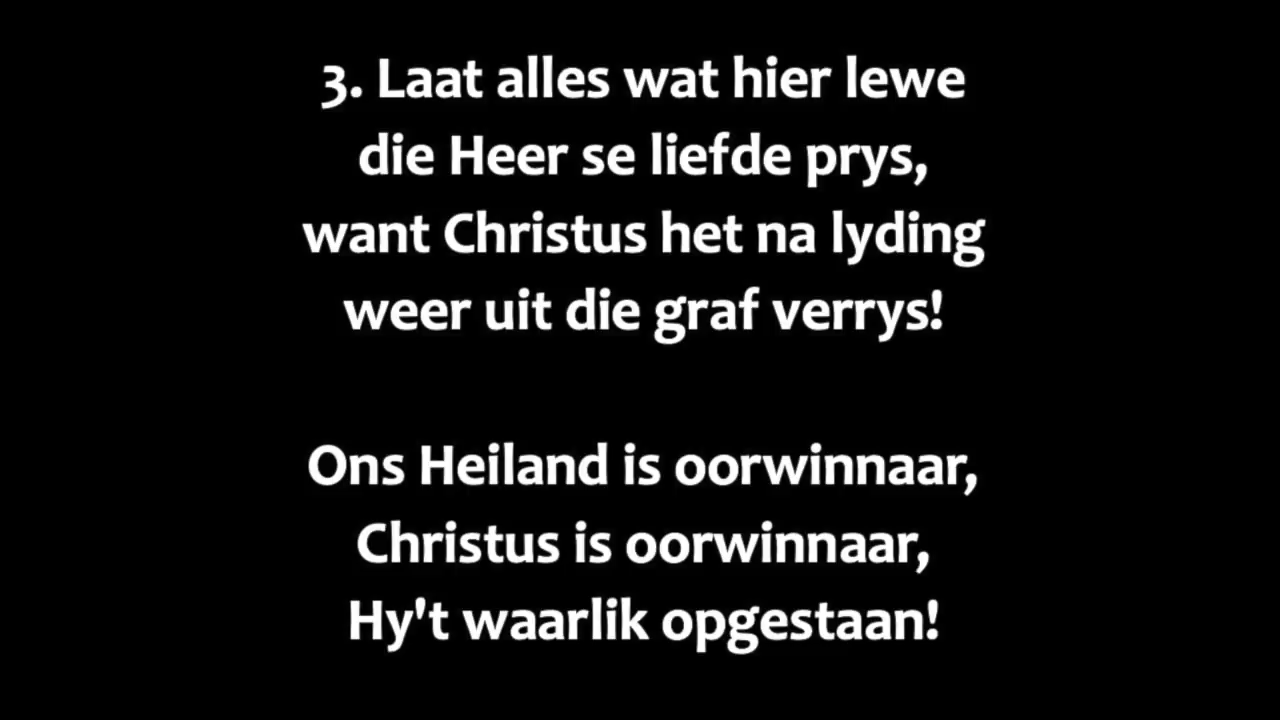 3. Laat alles wat hier lewe
die Heer se liefde prys,
want Christus het na lyding
weer uit die graf verrys!
Ons Heiland is oorwinnaar,
Christus is oorwinnaar,
Hy't waarlik opgestaan!